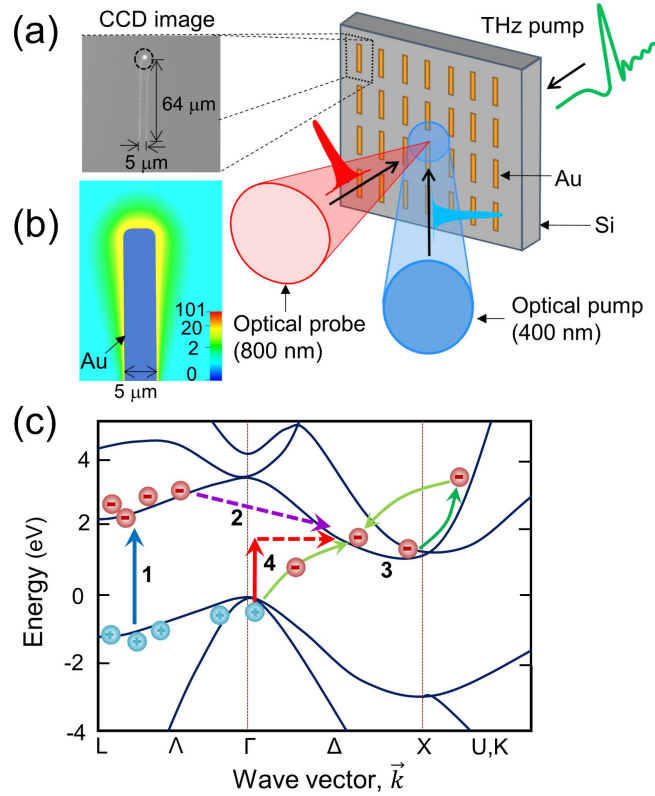 (a)
CCD image
64 μm
5 μm
THz pump
Au
Si
Optical probe
(800 nm)
Optical pump
(400 nm)
(b)
Au
5 μm
101
20
2
0
(c)
Energy (eV)
4
2
0
-2
-4
1
2
3
4
L
Λ
Γ
Δ
X
U,K
Wave vector, k⃗